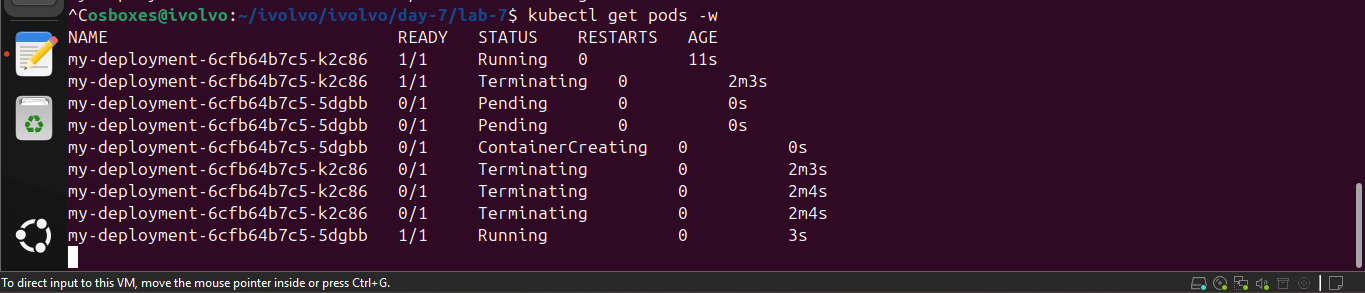 ^Cosboxes@ivolvo:~/ivolvo/ivolvo/day-7/lab-7$ kubectl get pods -w
NAME                             READY   STATUS    RESTARTS   AGE
my-deployment-6cfb64b7c5-k2c86   1/1     Running   0          11s
my-deployment-6cfb64b7c5-k2c86   1/1     Terminating   0          2m3s
my-deployment-6cfb64b7c5-5dgbb   0/1     Pending       0          0s
my-deployment-6cfb64b7c5-5dgbb   0/1     Pending       0          0s
my-deployment-6cfb64b7c5-5dgbb   0/1     ContainerCreating   0          0s
my-deployment-6cfb64b7c5-k2c86   0/1     Terminating         0          2m3s
my-deployment-6cfb64b7c5-k2c86   0/1     Terminating         0          2m4s
my-deployment-6cfb64b7c5-k2c86   0/1     Terminating         0          2m4s
my-deployment-6cfb64b7c5-5dgbb   1/1     Running             0          3s
To direct input to this VM, move the mouse pointer inside or press Ctrl+G.